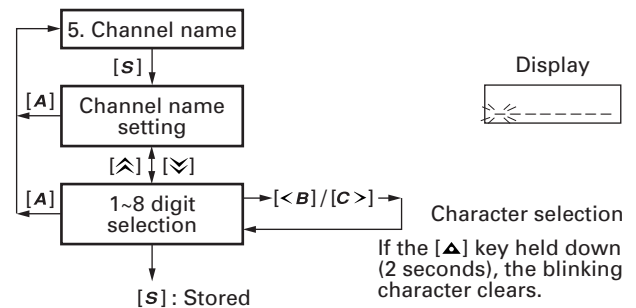 5. Channel name
[S]
Display
[A]
Channel name
setting
[︽] [︾]
[A]
1~8 digit
selection
[<B]/[C>]
Character selection
If the [▲] key held down
(2 seconds), the blinking
character clears.
[S] : Stored